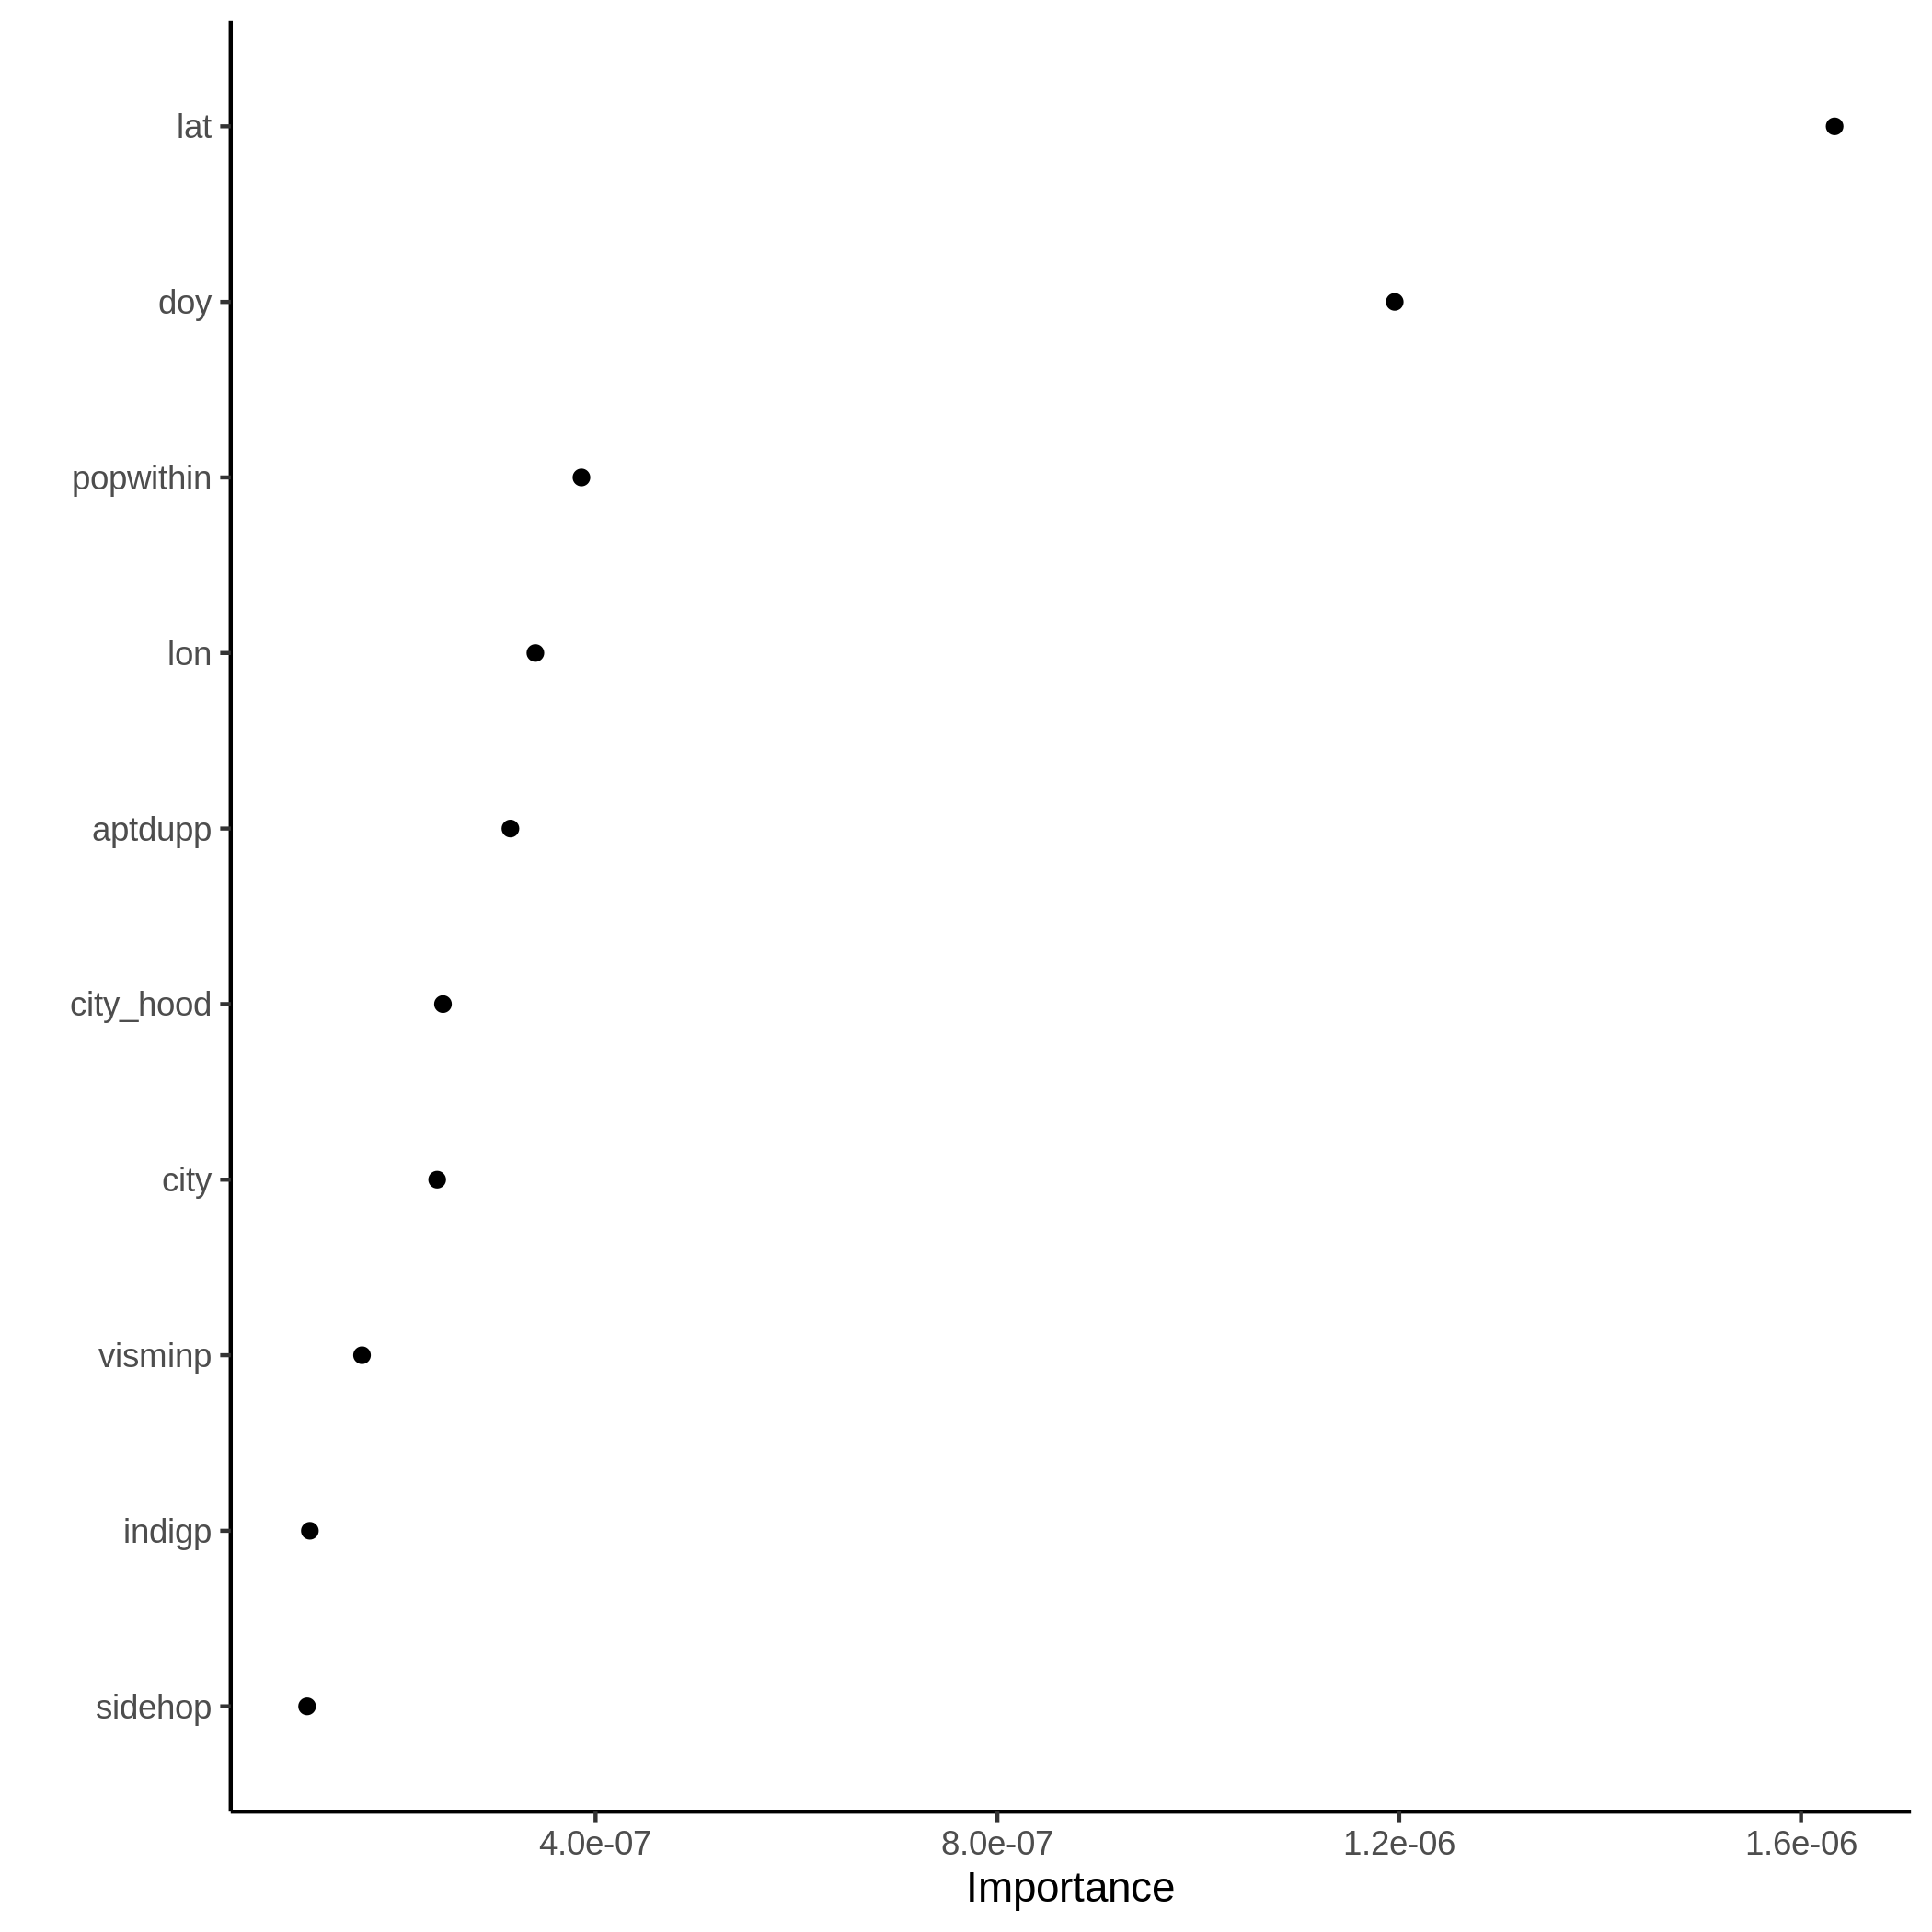 lat
doy
popwithin
lon
aptdupp
city_hood
city
visminp
indigp
sidehop
4.0e-07 8.0e-07 1.2e-06 1.6e-06
Importance